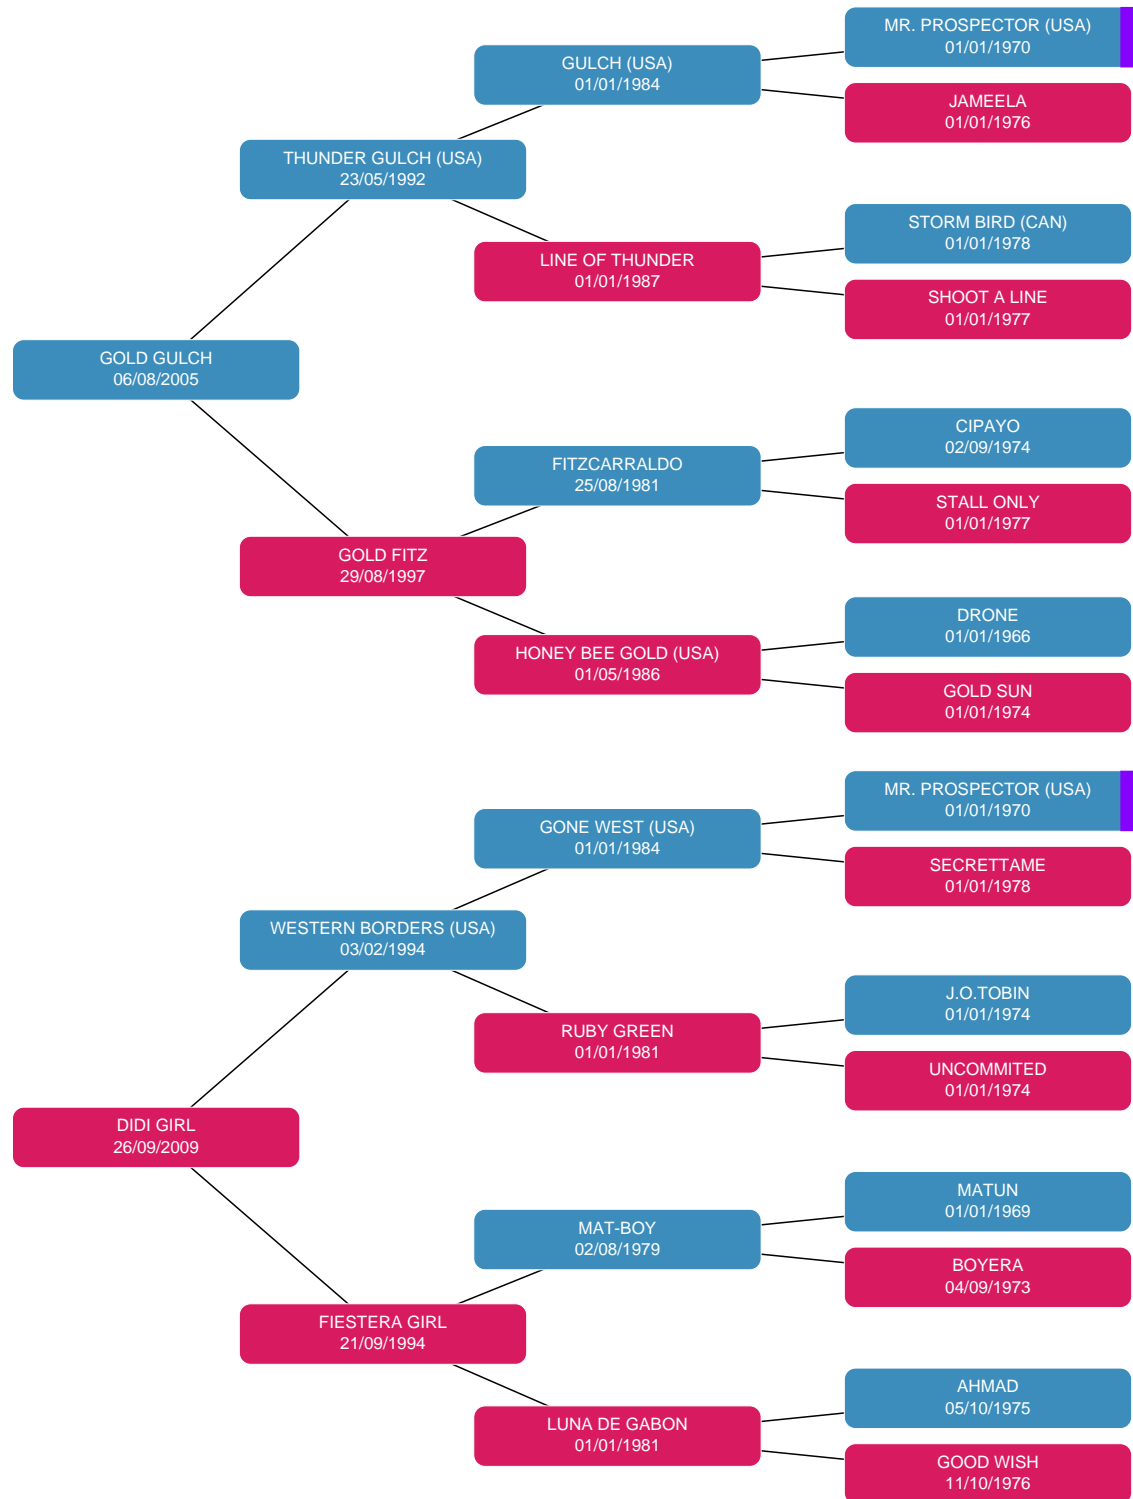 MR. PROSPECTOR (USA)
01/01/1970
GULCH (USA)
01/01/1984
JAMEELA
01/01/1976
THUNDER GULCH (USA)
23/05/1992
STORM BIRD (CAN)
01/01/1978
LINE OF THUNDER
01/01/1987
SHOOT A LINE
01/01/1977
GOLD GULCH
06/08/2005
CIPAYO
02/09/1974
FITZCARRALDO
25/08/1981
STALL ONLY
01/01/1977
GOLD FITZ
29/08/1997
DRONE
01/01/1966
HONEY BEE GOLD (USA)
01/05/1986
GOLD SUN
01/01/1974
MR. PROSPECTOR (USA)
01/01/1970
GONE WEST (USA)
01/01/1984
SECRETTAME
01/01/1978
WESTERN BORDERS (USA)
03/02/1994
J.O.TOBIN
01/01/1974
RUBY GREEN
01/01/1981
UNCOMMITED
01/01/1974
DIDI GIRL
26/09/2009
MATUN
01/01/1969
MAT-BOY
02/08/1979
BOYERA
04/09/1973
FIESTERA GIRL
21/09/1994
AHMAD
05/10/1975
LUNA DE GABON
01/01/1981
GOOD WISH
11/10/1976